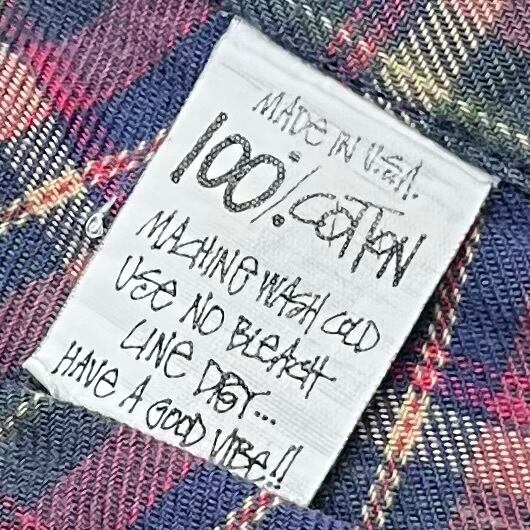 MADE IN U.S.A.
100% COTTON
MACHINE WASH COLD
USE NO BLEACH
LINE DRY...
HAVE A GOOD VIBE!!